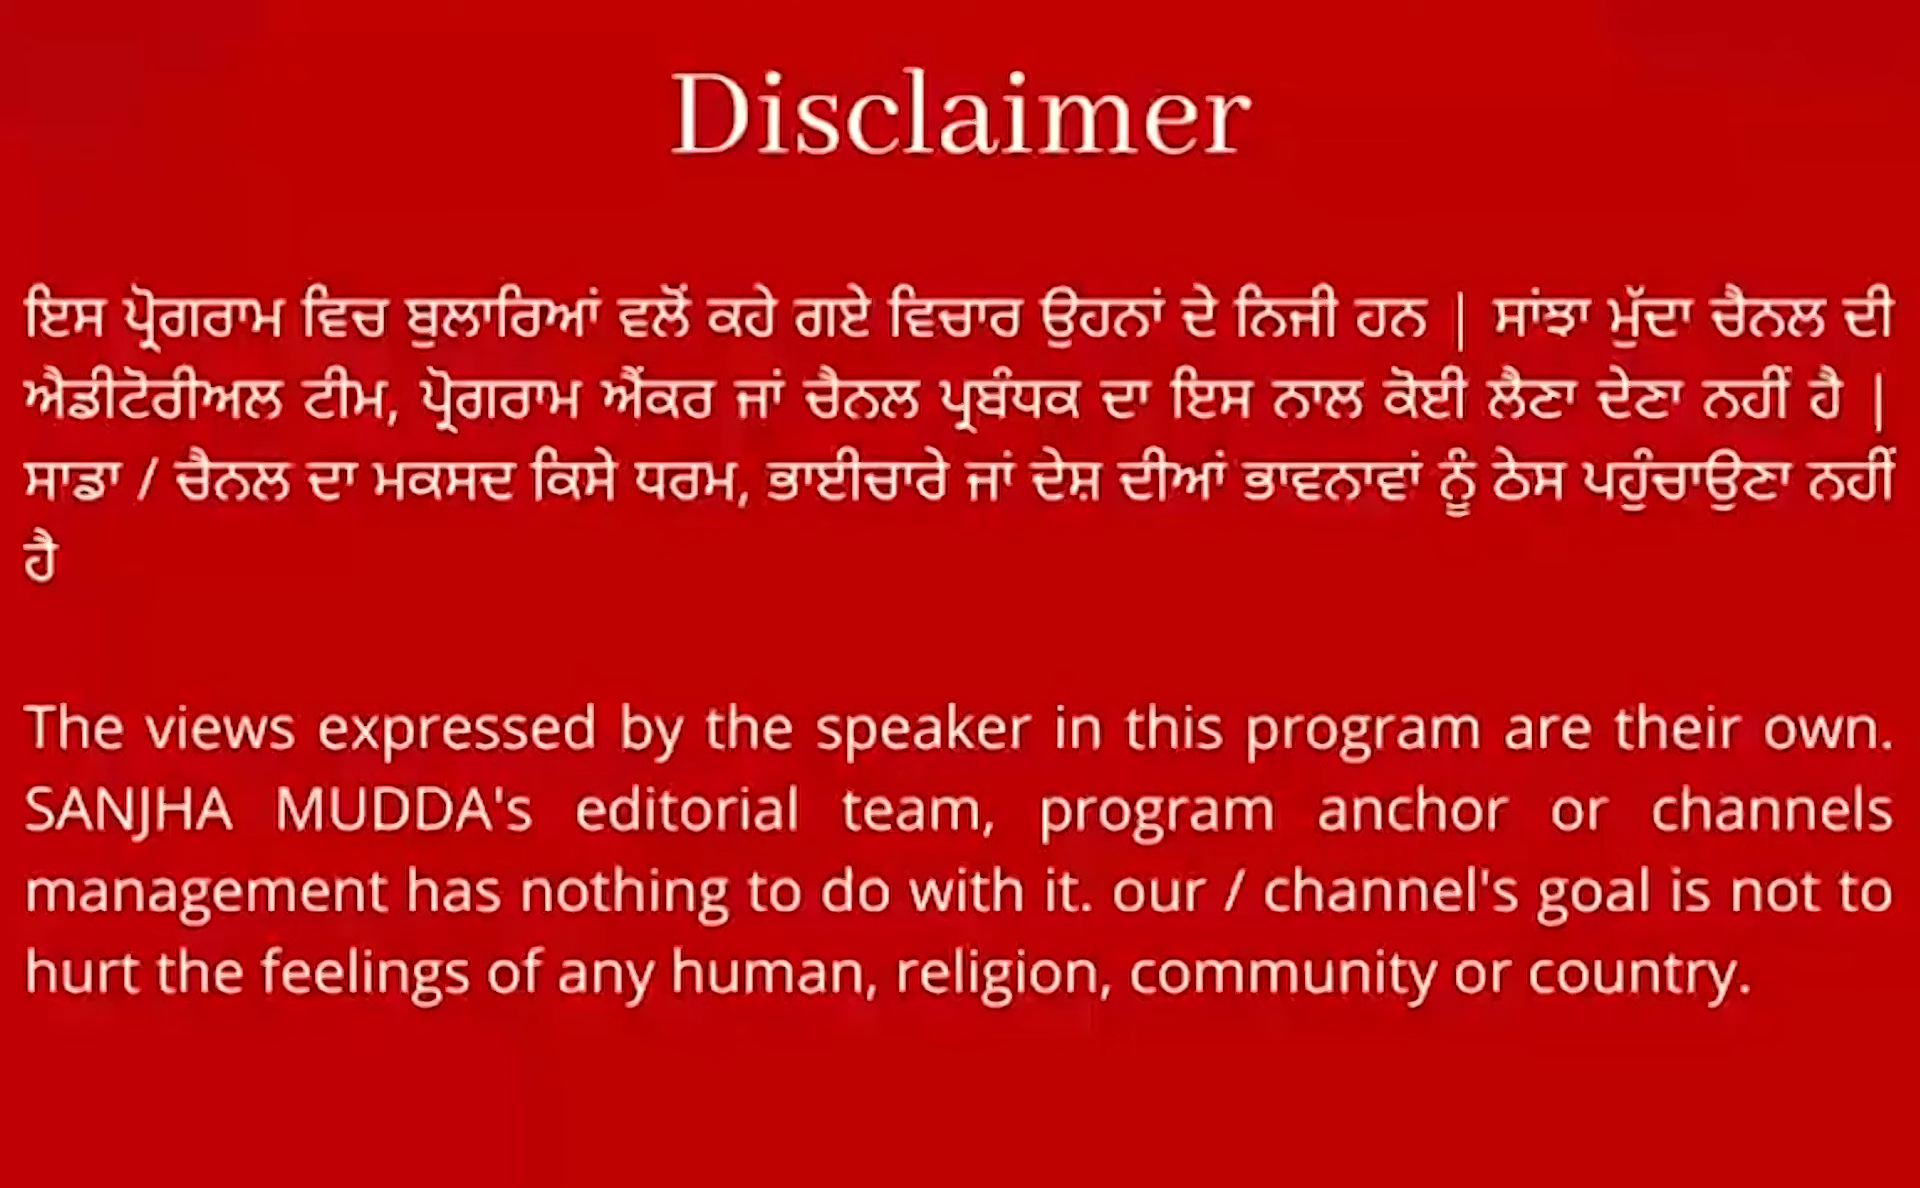 Disclaimer
ਇਸ ਪ੍ਰੋਗਰਾਮ ਵਿਚ ਬੁਲਾਰਿਆਂ ਵਲੋਂ ਕਹੇ ਗਏ ਵਿਚਾਰ ਉਹਨਾਂ ਦੇ ਨਿਜੀ ਹਨ | ਸਾਂਝਾ ਮੁੱਦਾ ਚੈਨਲ ਦੀ
ਐਡੀਟੋਰੀਅਲ ਟੀਮ, ਪ੍ਰੋਗਰਾਮ ਐਂਕਰ ਜਾਂ ਚੈਨਲ ਪ੍ਰਬੰਧਕ ਦਾ ਇਸ ਨਾਲ ਕੋਈ ਲੈਣਾ ਦੇਣਾ ਨਹੀਂ ਹੈ |
ਸਾਡਾ / ਚੈਨਲ ਦਾ ਮਕਸਦ ਕਿਸੇ ਧਰਮ, ਭਾਈਚਾਰੇ ਜਾਂ ਦੇਸ਼ ਦੀਆਂ ਭਾਵਨਾਵਾਂ ਨੂੰ ਠੇਸ ਪਹੁੰਚਾਉਣਾ ਨਹੀਂ
ਹੈ
The views expressed by the speaker in this program are their own.
SANJHA MUDDA's editorial team, program anchor or channels
management has nothing to do with it. our / channel's goal is not to
hurt the feelings of any human, religion, community or country.